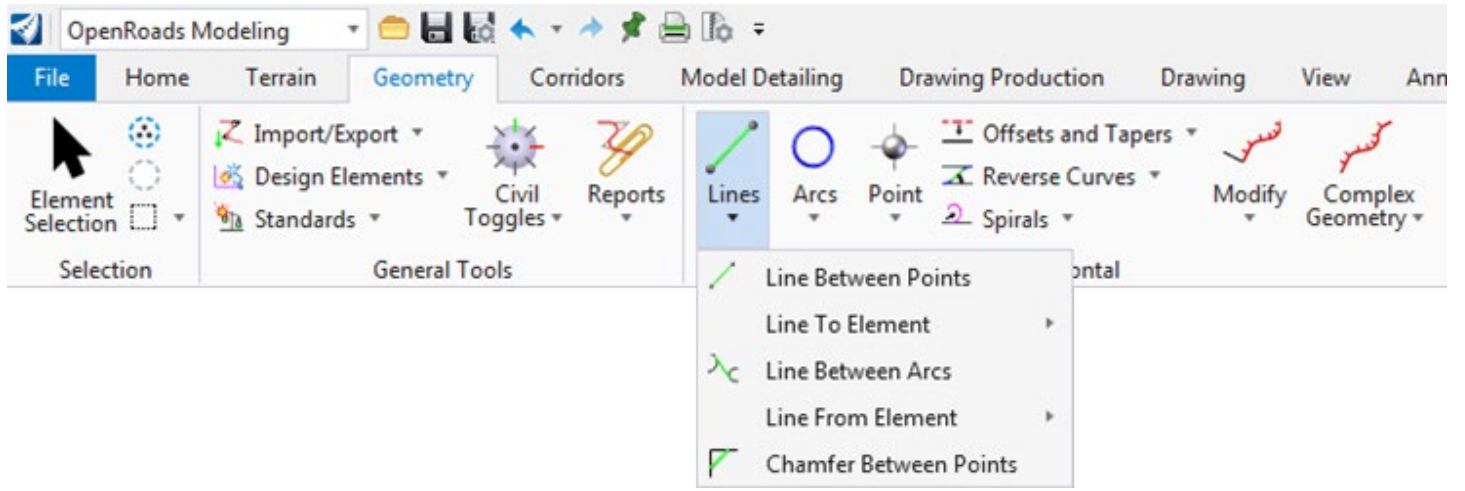 OpenRoads Modeling
File Home Terrain Geometry Corridors Model Detailing Drawing Production Drawing View Ann
Element Selection
Import/Export
Design Elements
Standards
Civil Toggles
Reports
Lines
Arcs
Point
Offsets and Tapers
Reverse Curves
Spirals
Modify
Complex Geometry
Selection General Tools ontal
Line Between Points
Line To Element
Line Between Arcs
Line From Element
Chamfer Between Points